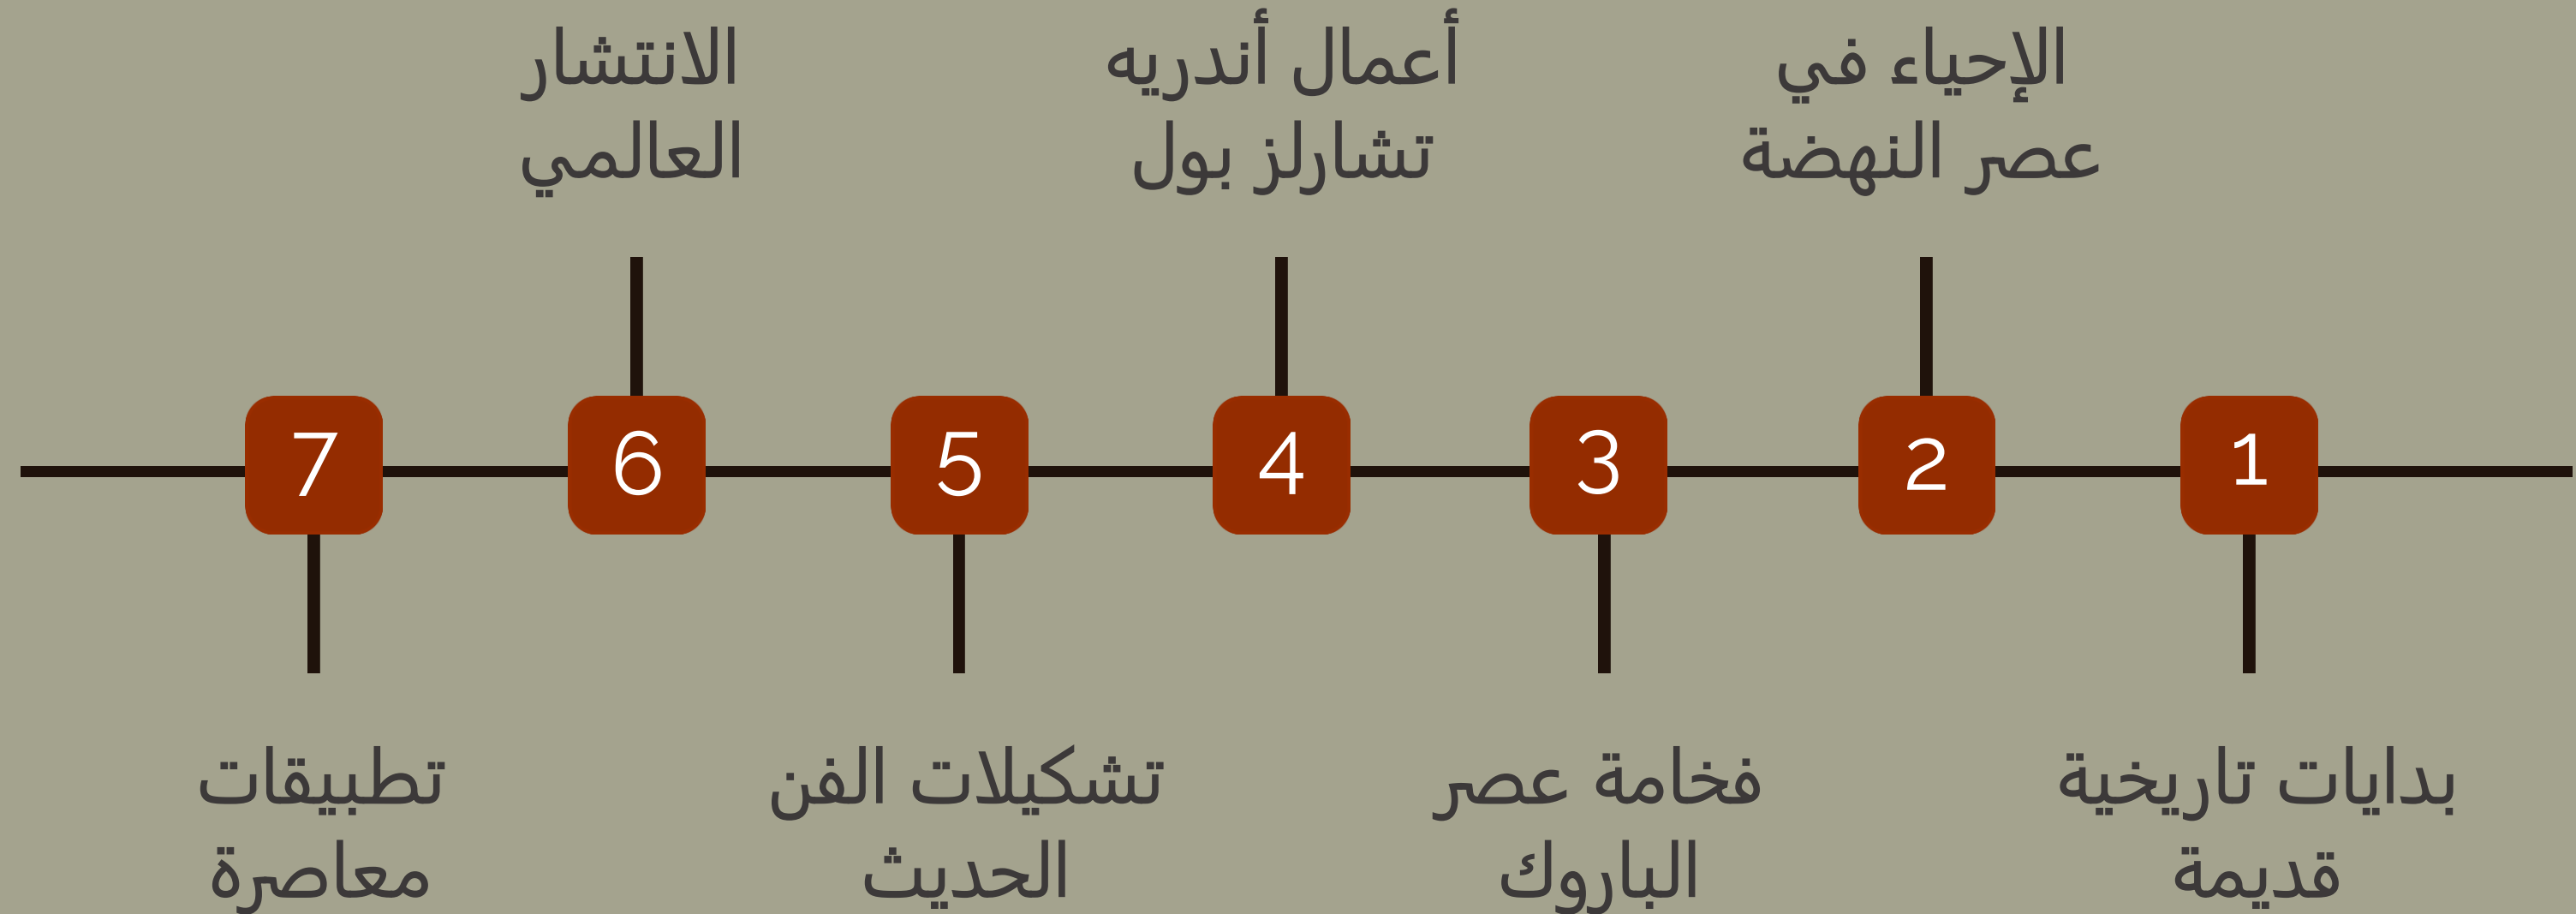 الإحياء في
عصر النهضة
أعمال أندريه
تشارلز بول
الانتشار
العالمي
1
2
3
4
5
6
7
بدايات تاريخية
قديمة
فخامة عصر
الباروك
تشكيلات الفن
الحديث
تطبيقات
معاصرة